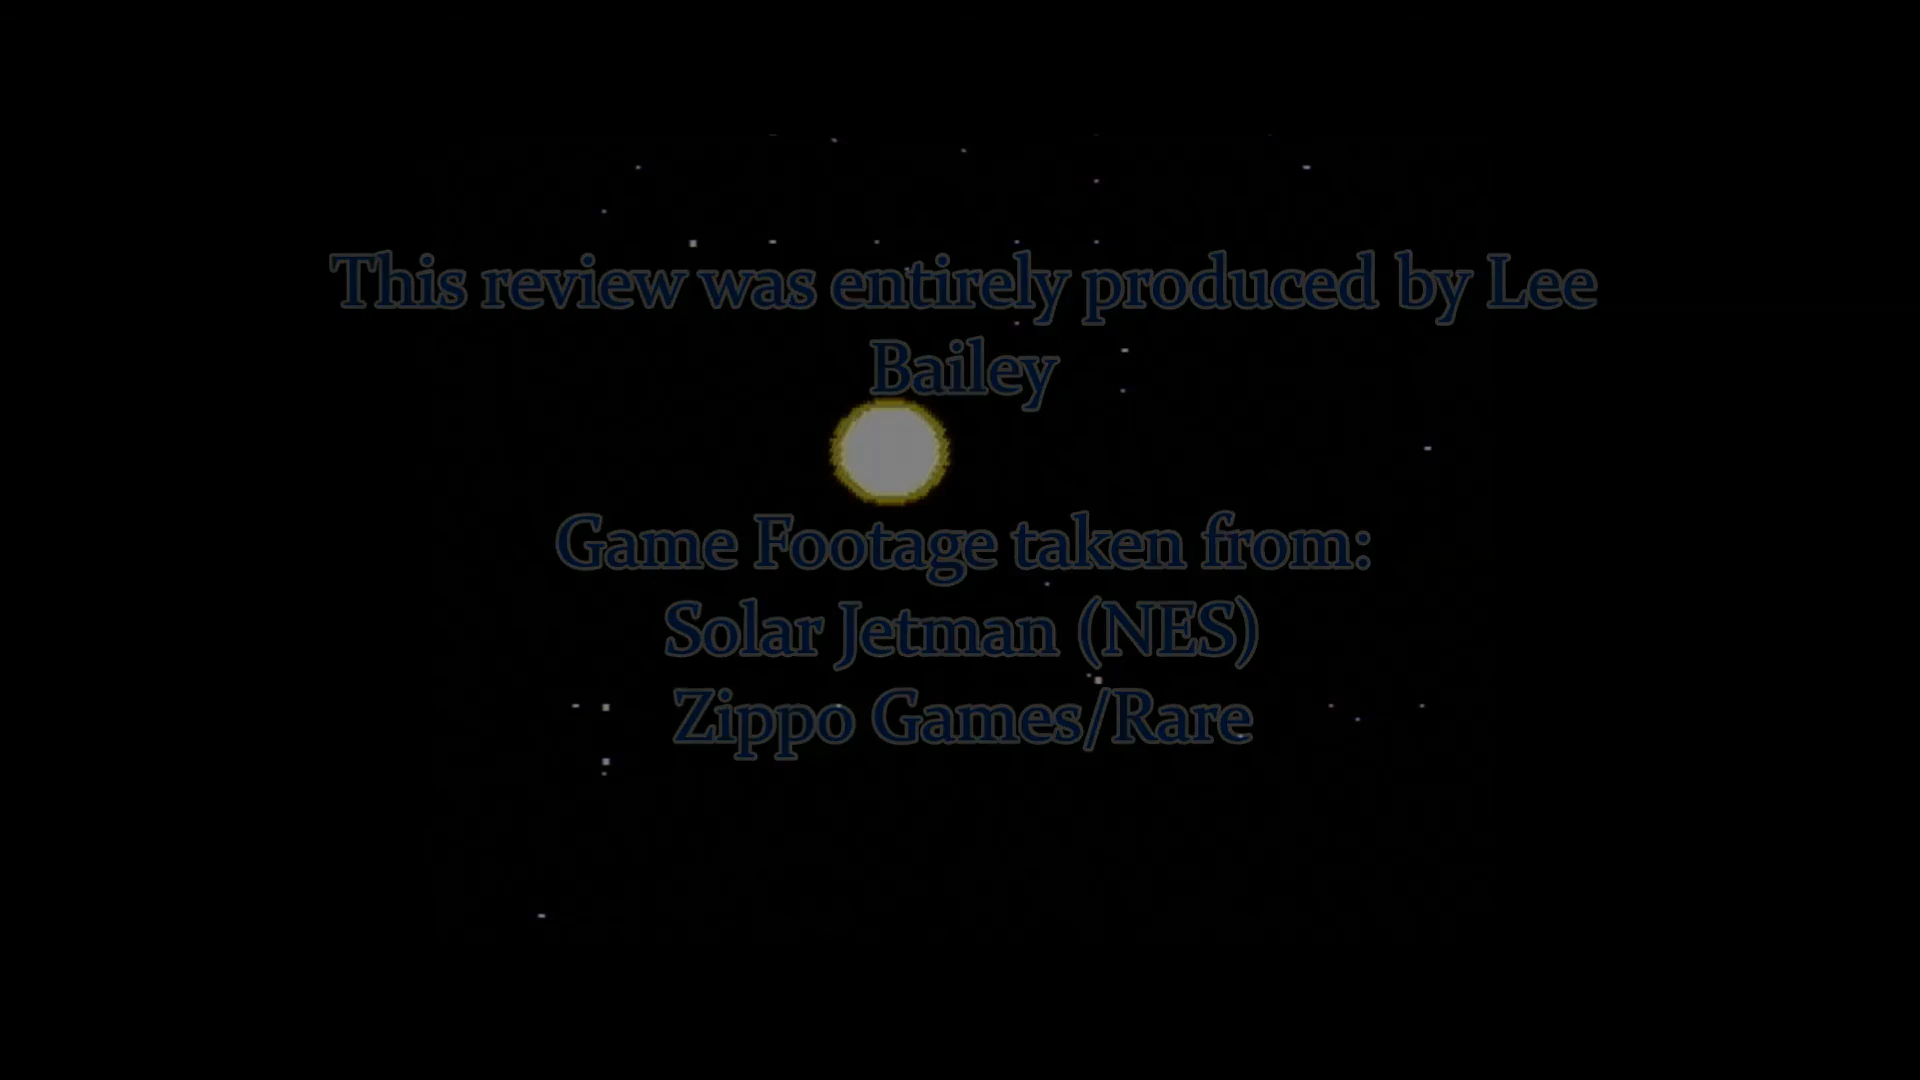 This review was entirely produced by Lee
Bailey
Game Footage taken from:
Solar Jetman (NES)
Zippo Games/Rare